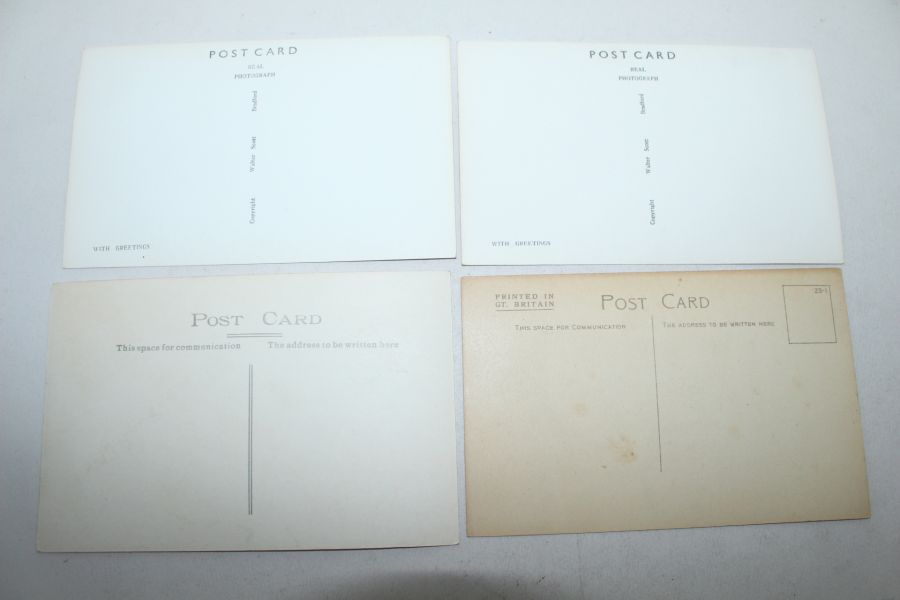 POST CARD
REAL
PHOTOGRAPH
Copyright Walter Scott Bradford
WITH GREETINGS
POST CARD
REAL
PHOTOGRAPH
Copyright Walter Scott Bradford
WITH GREETINGS
POST CARD
This space for communication The address to be written here
PRINTED IN
GT. BRITAIN
POST CARD
THIS SPACE FOR COMMUNICATION THE ADDRESS TO BE WRITTEN HERE